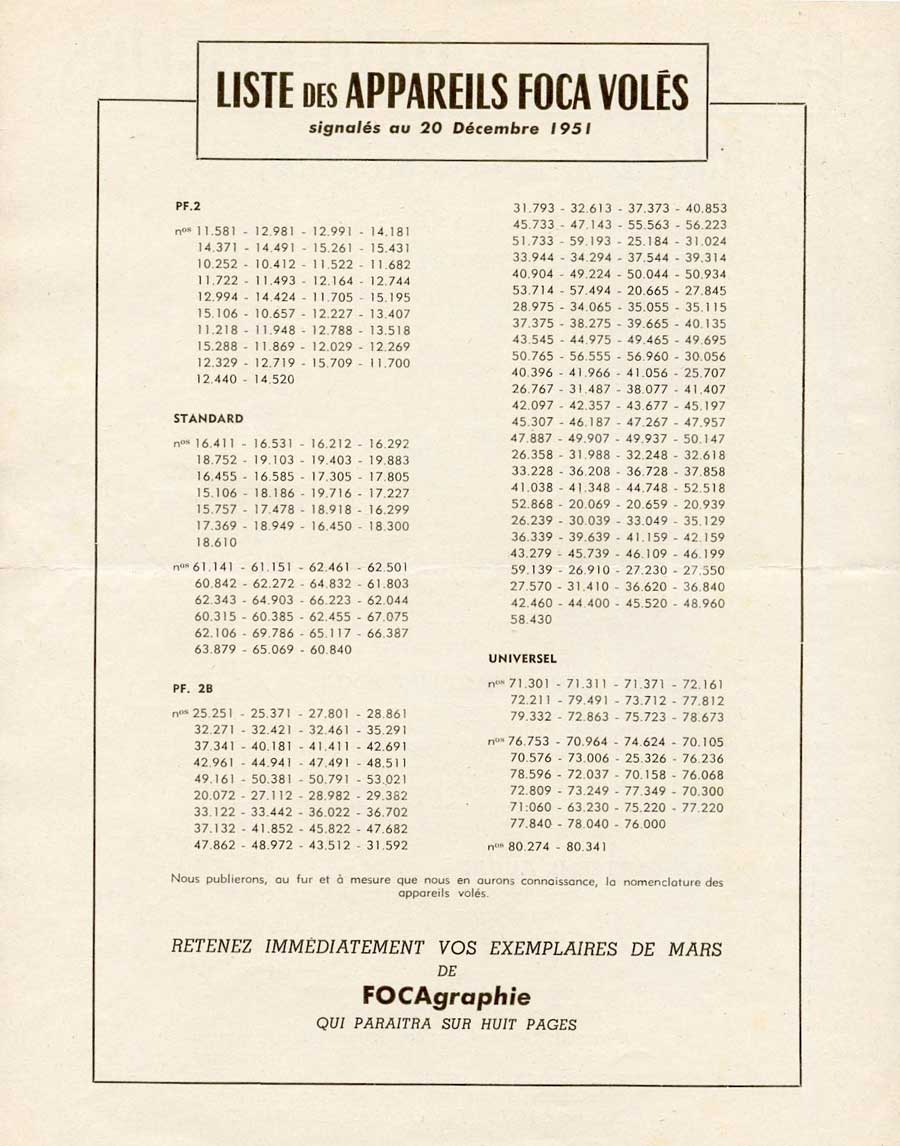 LISTE DES APPAREILS FOCA VOLÉS
signalés au 20 Décembre 1951
PF.2
nos 11.581 - 12.981 - 12.991 - 14.181
14.371 - 14.491 - 15.261 - 15.431
10.252 - 10.412 - 11.522 - 11.682
11.722 - 11.493 - 12.164 - 12.744
12.994 - 14.424 - 11.705 - 15.195
15.106 - 10.657 - 12.227 - 13.407
11.218 - 11.948 - 12.788 - 13.518
15.288 - 11.869 - 12.029 - 12.269
12.329 - 12.719 - 15.709 - 11.700
12.440 - 14.520
STANDARD
nos 16.411 - 16.531 - 16.212 - 16.292
18.752 - 19.103 - 19.403 - 19.883
16.455 - 16.585 - 17.305 - 17.805
15.106 - 18.186 - 19.716 - 17.227
15.757 - 17.478 - 18.918 - 16.299
17.369 - 18.949 - 16.450 - 18.300
18.610
nos 61.141 - 61.151 - 62.461 - 62.501
60.842 - 62.272 - 64.832 - 61.803
62.343 - 64.903 - 66.223 - 62.044
60.315 - 60.385 - 62.455 - 67.075
62.106 - 69.786 - 65.117 - 66.387
63.879 - 65.069 - 60.840
PF. 2B
nos 25.251 - 25.371 - 27.801 - 28.861
32.271 - 32.421 - 32.461 - 35.291
37.341 - 40.181 - 41.411 - 42.691
42.961 - 44.941 - 47.491 - 48.511
49.161 - 50.381 - 50.791 - 53.021
20.072 - 27.112 - 28.982 - 29.382
33.122 - 33.442 - 36.022 - 36.702
37.132 - 41.852 - 45.822 - 47.682
47.862 - 48.972 - 43.512 - 31.592
31.793 - 32.613 - 37.373 - 40.853
45.733 - 47.143 - 55.563 - 56.223
51.733 - 59.193 - 25.184 - 31.024
33.944 - 34.294 - 37.544 - 39.314
40.904 - 49.224 - 50.044 - 50.934
53.714 - 57.494 - 20.665 - 27.845
28.975 - 34.065 - 35.055 - 35.115
37.375 - 38.275 - 39.665 - 40.135
43.545 - 44.975 - 49.465 - 49.695
50.765 - 56.555 - 56.960 - 30.056
40.396 - 41.966 - 41.056 - 25.707
26.767 - 31.487 - 38.077 - 41.407
42.097 - 42.357 - 43.677 - 45.197
45.307 - 46.187 - 47.267 - 47.957
47.887 - 49.907 - 49.937 - 50.147
26.358 - 31.988 - 32.248 - 32.618
33.228 - 36.208 - 36.728 - 37.858
41.038 - 41.348 - 44.748 - 52.518
52.868 - 20.069 - 20.659 - 20.939
26.239 - 30.039 - 33.049 - 35.129
36.339 - 39.639 - 41.159 - 42.159
43.279 - 45.739 - 46.109 - 46.199
59.139 - 26.910 - 27.230 - 27.550
27.570 - 31.410 - 36.620 - 36.840
42.460 - 44.400 - 45.520 - 48.960
58.430
UNIVERSEL
nos 71.301 - 71.311 - 71.371 - 72.161
72.211 - 79.491 - 73.712 - 77.812
79.332 - 72.863 - 75.723 - 78.673
nos 76.753 - 70.964 - 74.624 - 70.105
70.576 - 73.006 - 25.326 - 76.236
78.596 - 72.037 - 70.158 - 76.068
72.809 - 73.249 - 77.349 - 70.300
71:060 - 63.230 - 75.220 - 77.220
77.840 - 78.040 - 76.000
nos 80.274 - 80.341
Nous publierons, au fur et à mesure que nous en aurons connaissance, la nomenclature des
appareils volés.
RETENEZ IMMÉDIATEMENT VOS EXEMPLAIRES DE MARS
DE
FOCAgraphie
QUI PARAITRA SUR HUIT PAGES